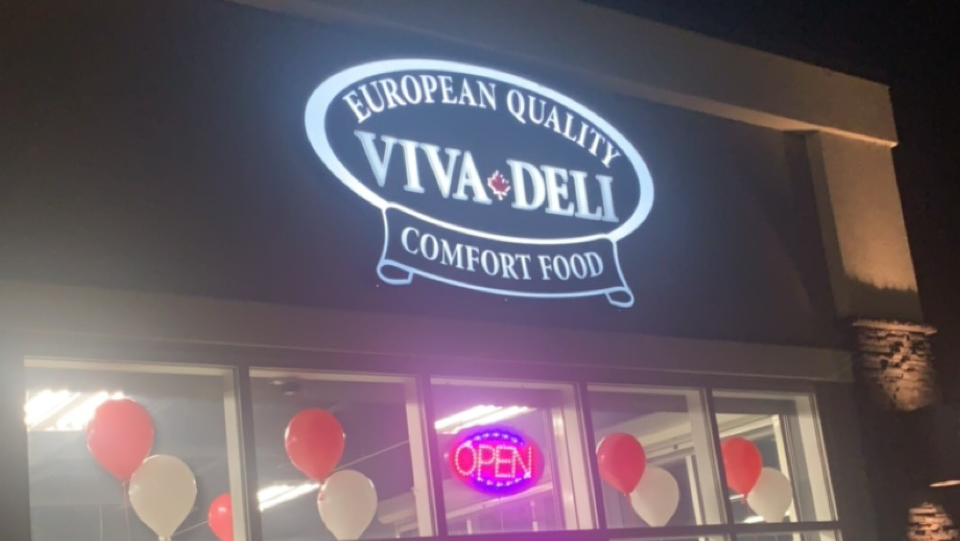 EUROPEAN QUALITY
VIVA DELI
COMFORT FOOD
OPEN